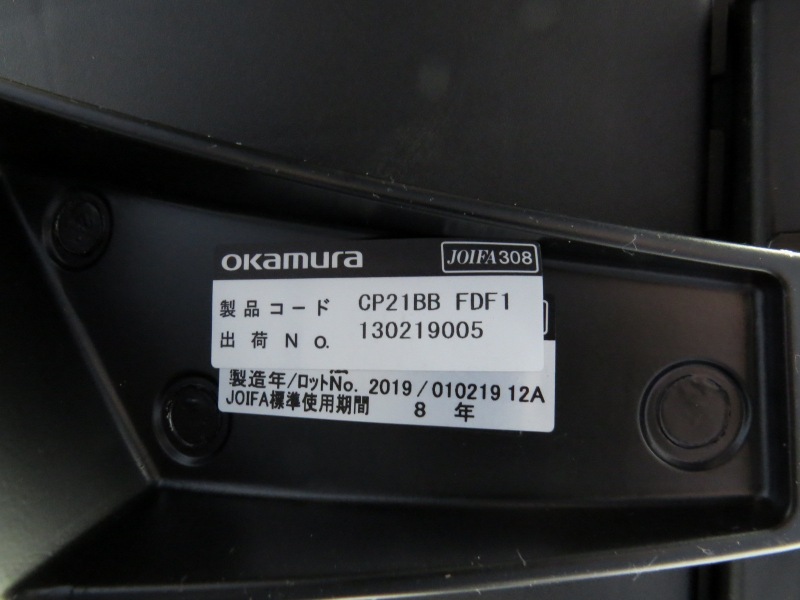 okamura JOIFA308
製品コード CP21BB FDF1
出荷No. 130219005
製造年/ロットNo. 2019/010219 12A
JOIFA標準使用期間 8年